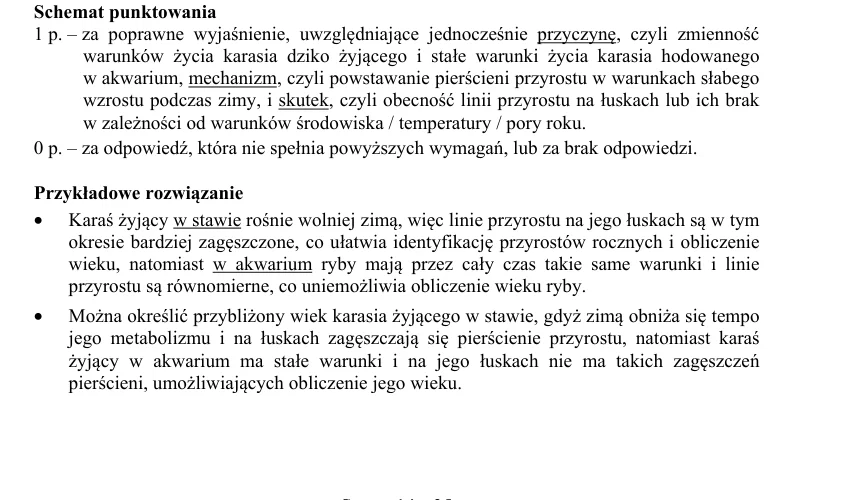 Schemat punktowania
1 p. – za poprawne wyjaśnienie, uwzględniające jednocześnie przyczynę, czyli zmienność
warunków życia karasia dziko żyjącego i stałe warunki życia karasia hodowanego
w akwarium, mechanizm, czyli powstawanie pierścieni przyrostu w warunkach słabego
wzrostu podczas zimy, i skutek, czyli obecność linii przyrostu na łuskach lub ich brak
w zależności od warunków środowiska / temperatury / pory roku.
0 p. – za odpowiedź, która nie spełnia powyższych wymagań, lub za brak odpowiedzi.
Przykładowe rozwiązanie
• Karaś żyjący w stawie rośnie wolniej zimą, więc linie przyrostu na jego łuskach są w tym
okresie bardziej zagęszczone, co ułatwia identyfikację przyrostów rocznych i obliczenie
wieku, natomiast w akwarium ryby mają przez cały czas takie same warunki i linie
przyrostu są równomierne, co uniemożliwia obliczenie wieku ryby.
• Można określić przybliżony wiek karasia żyjącego w stawie, gdyż zimą obniża się tempo
jego metabolizmu i na łuskach zagęszczają się pierścienie przyrostu, natomiast karaś
żyjący w akwarium ma stałe warunki i na jego łuskach nie ma takich zagęszczeń
pierścieni, umożliwiających obliczenie jego wieku.